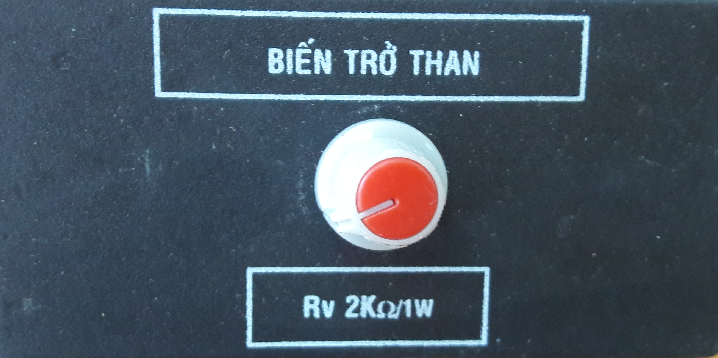 BIẾN TRỞ THAN
Rv 2KΩ/1W